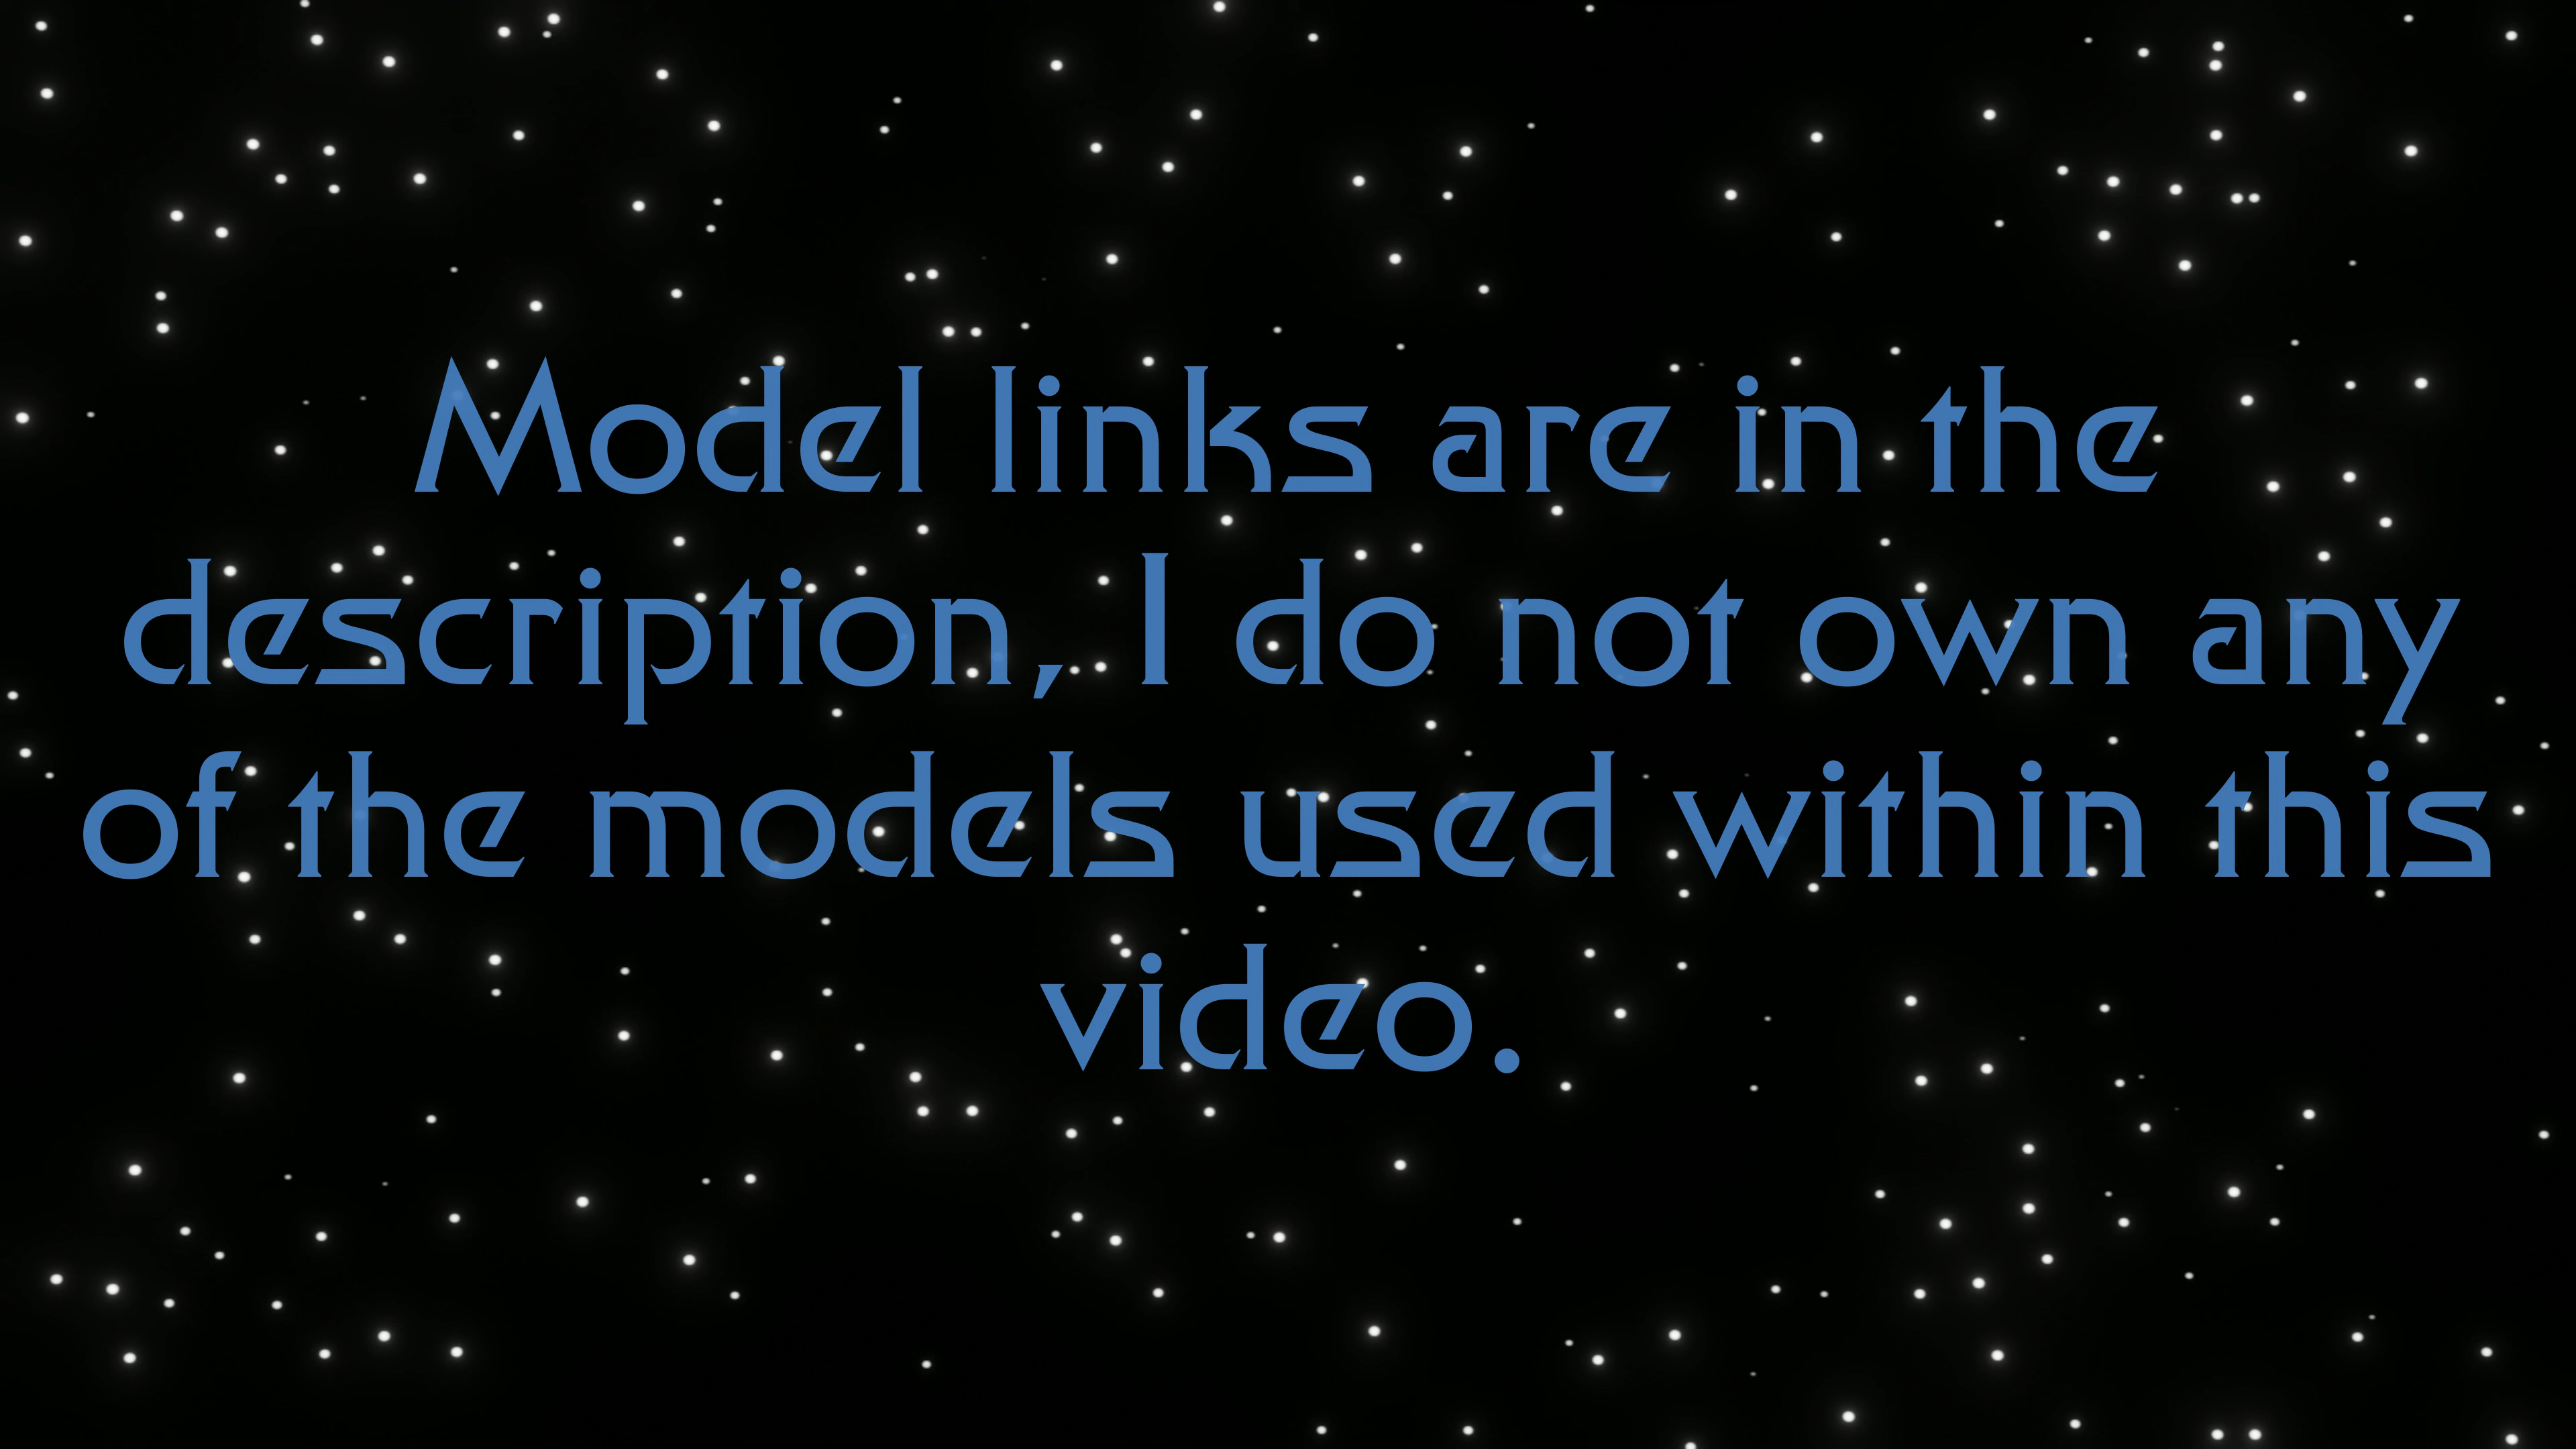 Model links are in the
description, I do not own any
of the models used within this
video.